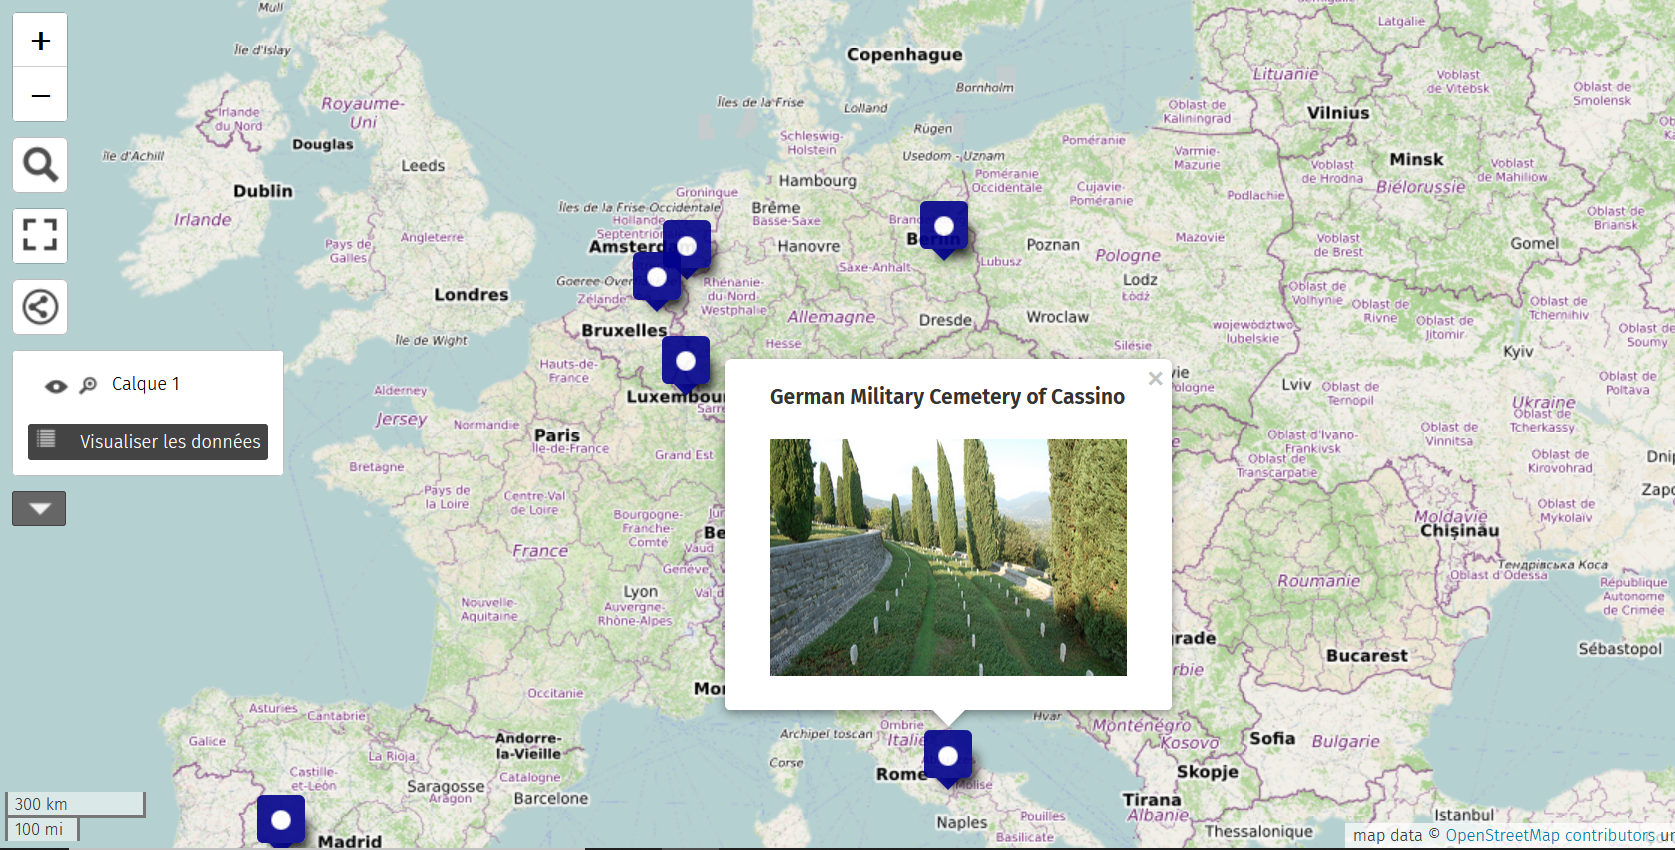 Mull
Île d'Islay
Copenhague
Latgalie
Lituanie
Voblast
de Vitebsk
Oblast de
Smolensk
Bornholm
Îles de la Frise
Lolland
Oblast de
Kaliningrad
Vilnius
Royaume-
Uni
Irlande
du Nord
Rügen
Schleswig-
Holstein
Poméranie
Douglas
Île d'Achill
Leeds
Usedom - Uznam
Varmie-
Mazurie
Minsk
Voblast
de Hrodna
Voblast
de Mahiliow
Biélorussie
Dublin
Hambourg
Groningue
Poméranie
Occidentale
Cujavie-
Poméranie
Podlachie
Irlande
Îles de la Frise-Occidentale
Brême
Basse-Saxe
Hollande
Septentrion
Oblast de
Briansk
Pays de
Galles
Angleterre
Berlin
Poznan
Mazovie
Voblast
de Brest
Gomel
Amsterdam
Hanovre
Pologne
Lubusz
Saxe-Anhalt
Lodz
Łódź
Zélande
Rhénanie-
du-Nord-
Westphalie
Oblast de
Volhynie
Oblast de
Rivne
Oblast de
Jitomir
Oblast de
Tchernihiv
Londres
Allemagne
Dresde
Wroclaw
województwo
lubelskie
Oblast de
Soumy
Bruxelles
Île de Wight
Hesse
Silésie
Kyiv
Hauts-de-
France
300 km
100 mi
Calque 1
Visualiser les données
German Military Cemetery of Cassino
×
Lviv
Oblast de
Ternopil
Oblast de
Poltava
Alderney
Jersey
Luxembour
Ukraine
Oblast de
Tcherkassy
Normandie
Paris
Île-de-France
Grand Est
Oblast de
Vinnitsa
Oblast d'Ivano-
Frankivsk
Oblast de
Transcarpatie
Oblast de
Kirovohrad
Bretagne
Pays de
la Loire
Centre-Val
de Loire
Bourgogne-
Franche-
Comté
Oblast de
Mykolaïv
Moldavie
Chișinău
France
Vaud
Genève
Тендрівська Коса
Oblast d'Odessa
Roumanie
République
Autonome
de Crimée
Lyon
Auvergne-
Rhône-Alpes
Nouvelle-
Aquitaine
Sébastopol
Bucarest
Occitanie
Asturies
Cantabrie
Galice
Andorre-
la-Vieille
La Rioja
Castille-
et-León
Saragosse
Aragon
Catalogne
Barcelone
Madrid
Archipel toscan
Corse
Ombrie
Italie
Hvar
Rome
Molise
Naples
Pouilles
Basilicate
Monténégro
Kosovo
Sofia
Bulgarie
Skopje
Tirana
Albanie
Thessalonique
Istanbul
map data © OpenStreetMap contributors